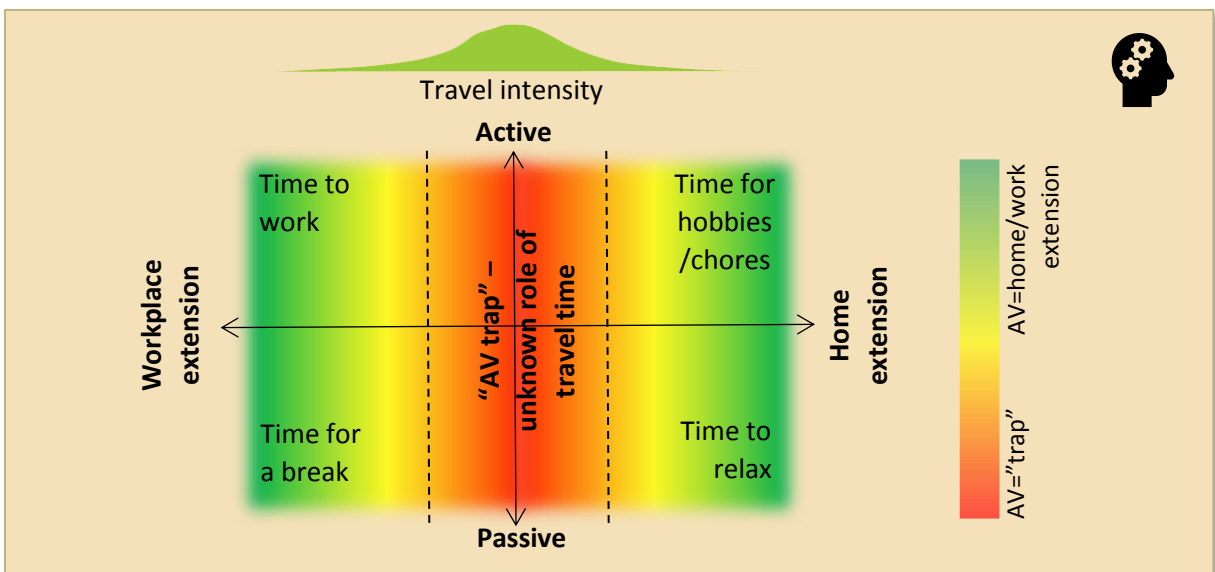 Travel intensity
Active
Time to
work
Time for
hobbies
/chores
Workplace
extension
“AV trap” –
unknown role of
travel time
Home
extension
Time for
a break
Time to
relax
Passive
AV=home/work
extension
AV=”trap”